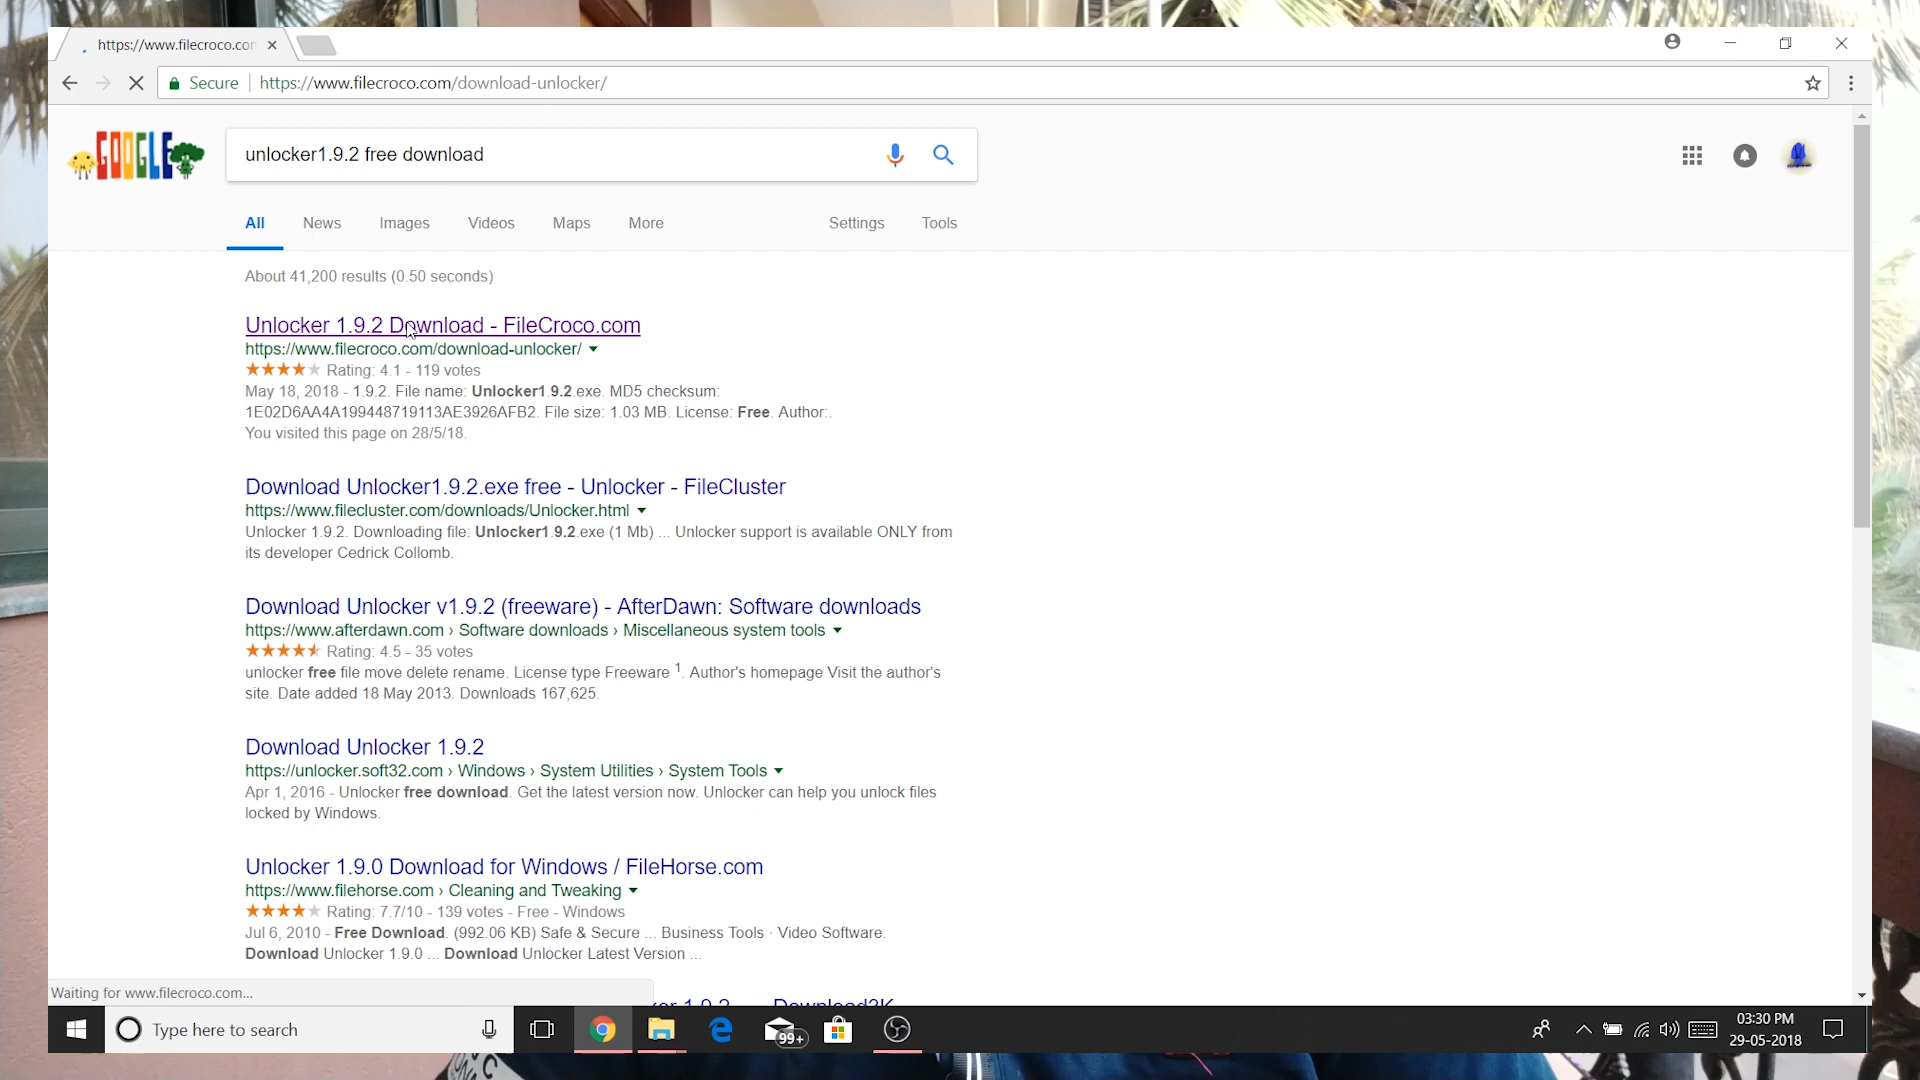 https://www.filecroco.con
Secure https://www.filecroco.com/download-unlocker/
GOOGLE
unlocker1.9.2 free download
All News Images Videos Maps More Settings Tools
About 41,200 results (0.50 seconds)
Unlocker 1.9.2 Download - FileCroco.com
https://www.filecroco.com/download-unlocker/
Rating: 4.1 - 119 votes
May 18, 2018 - 1.9.2. File name: Unlocker1.9.2.exe. MD5 checksum:
1E02D6AA4A199448719113AE3926AFB2. File size: 1.03 MB. License: Free. Author:.
You visited this page on 28/5/18.
Download Unlocker1.9.2.exe free - Unlocker - FileCluster
https://www.filecluster.com/downloads/Unlocker.html
Unlocker 1.9.2. Downloading file: Unlocker1.9.2.exe (1 Mb) ... Unlocker support is available ONLY from
its developer Cedrick Collomb.
Download Unlocker v1.9.2 (freeware) - AfterDawn: Software downloads
https://www.afterdawn.com › Software downloads › Miscellaneous system tools
Rating: 4.5 - 35 votes
unlocker free file move delete rename. License type Freeware 1. Author's homepage Visit the author's
site. Date added 18 May 2013. Downloads 167,625.
Download Unlocker 1.9.2
https://unlocker.soft32.com › Windows › System Utilities › System Tools
Apr 1, 2016 - Unlocker free download. Get the latest version now. Unlocker can help you unlock files
locked by Windows.
Unlocker 1.9.0 Download for Windows / FileHorse.com
https://www.filehorse.com › Cleaning and Tweaking
Rating: 7.7/10 - 139 votes - Free - Windows
Jul 6, 2010 - Free Download. (992.06 KB) Safe & Secure ... Business Tools · Video Software.
Download Unlocker 1.9.0 ... Download Unlocker Latest Version ...
Waiting for www.filecroco.com...
Type here to search
99+
03:30 PM
29-05-2018